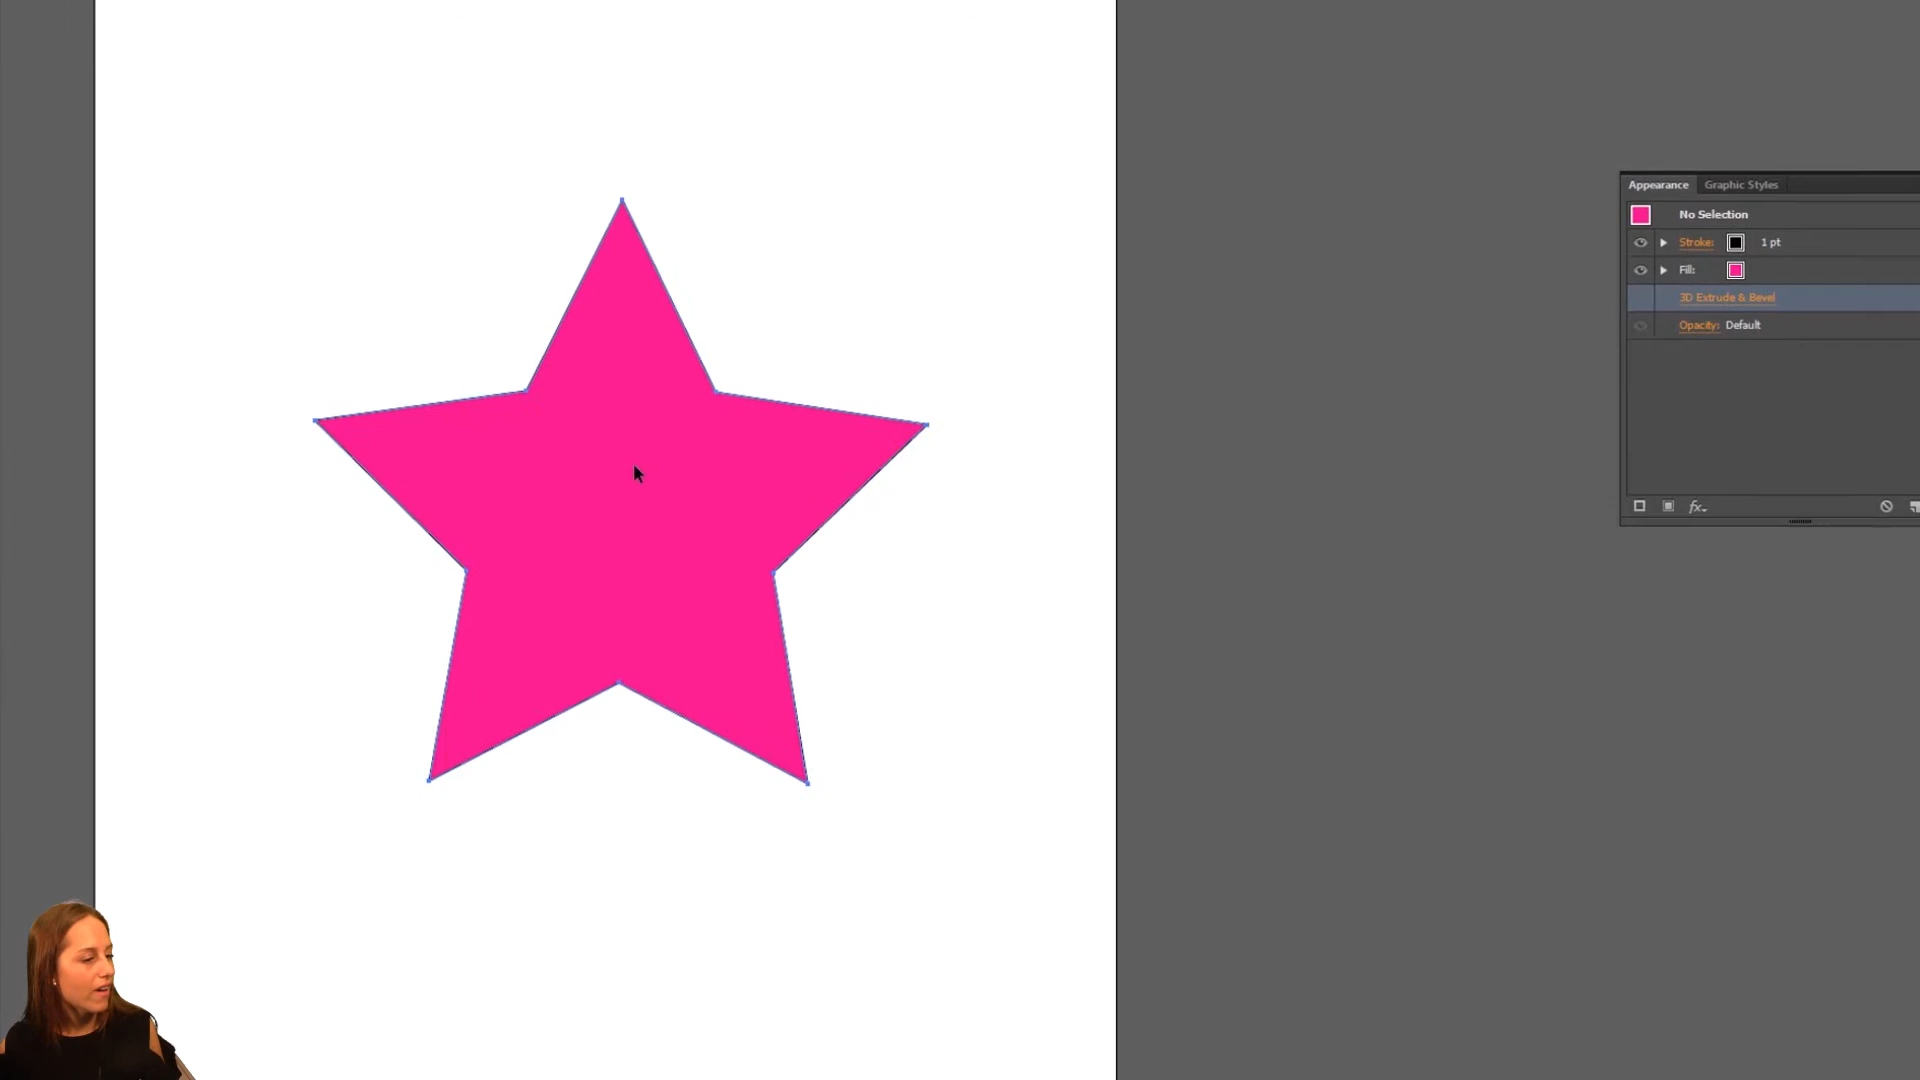 Appearance Graphic Styles
No Selection
Stroke: 1 pt
Fill:
3D Extrude & Bevel
Opacity: Default
fx